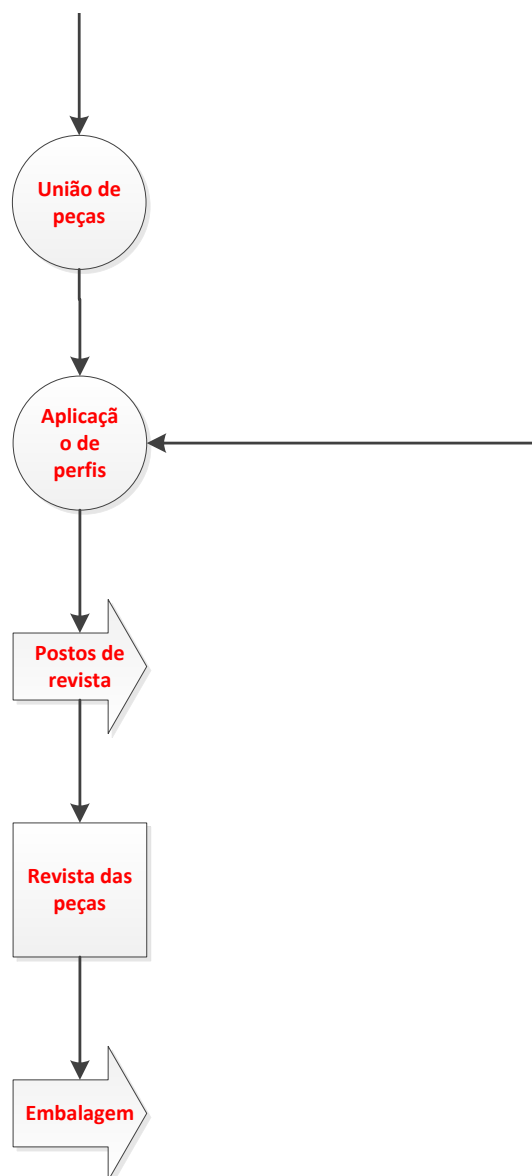 União de
peças
Aplicaçã
o de
perfis
Postos de
revista
Revista das
peças
Embalagem